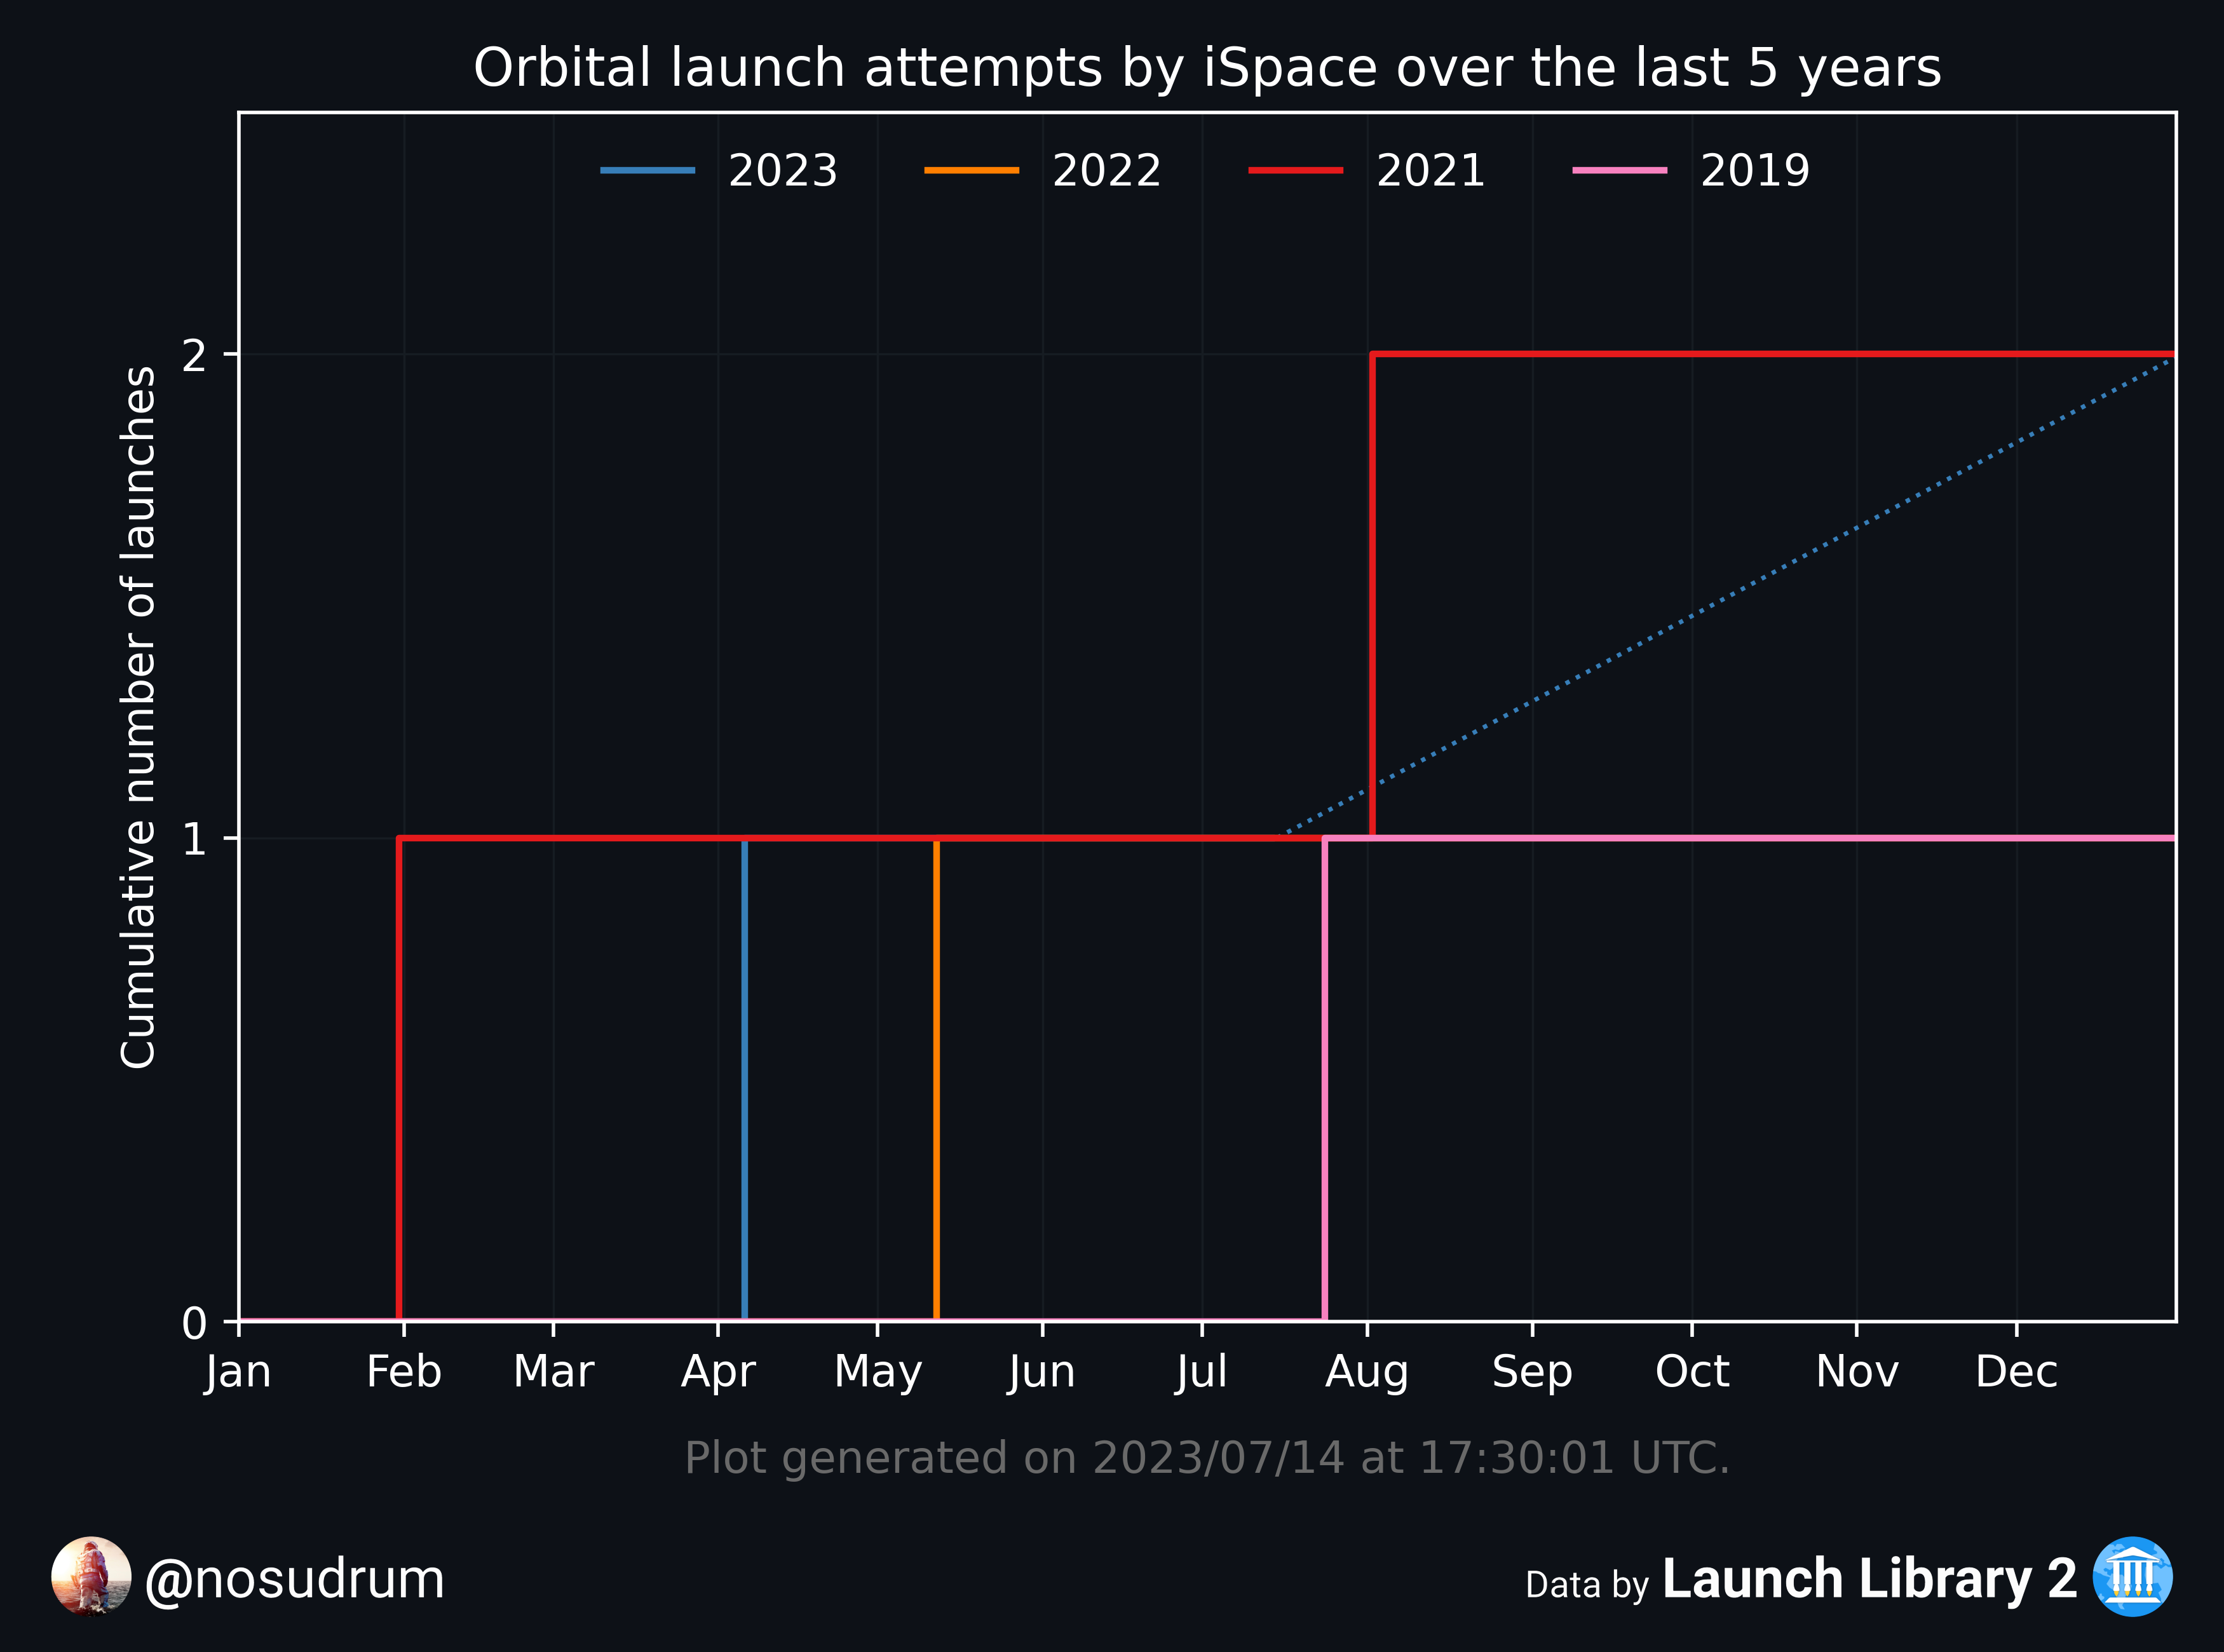 Orbital launch attempts by iSpace over the last 5 years
2023 2022 2021 2019
Cumulative number of launches
2
1
0
Jan Feb Mar Apr May Jun Jul Aug Sep Oct Nov Dec
Plot generated on 2023/07/14 at 17:30:01 UTC.
@nosudrum
Data by Launch Library 2